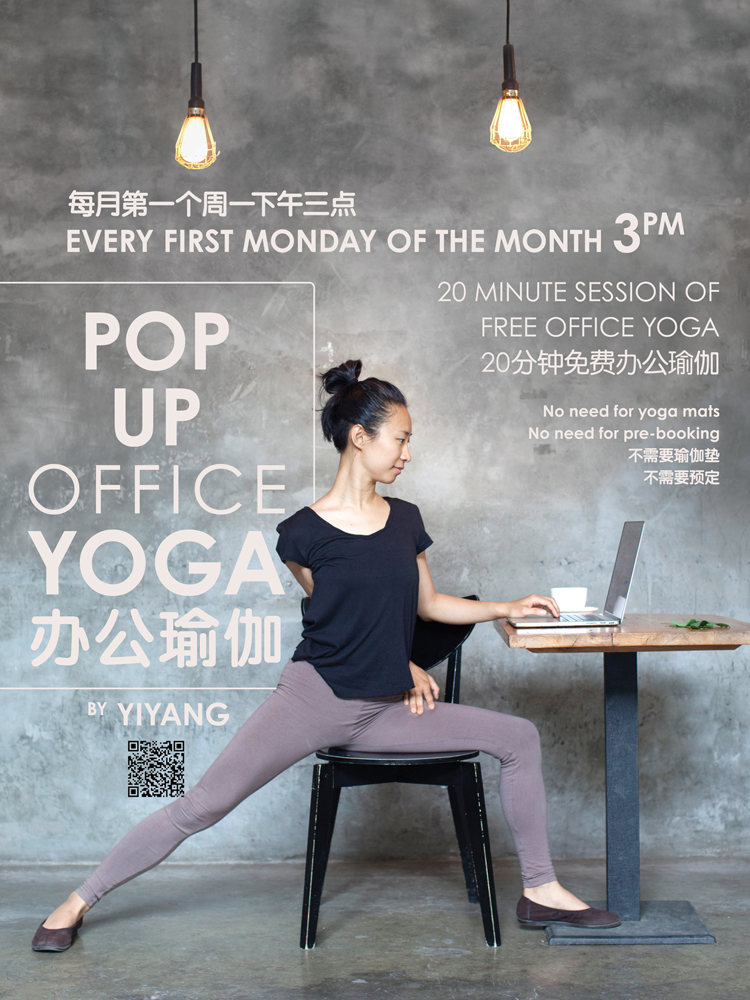 每月第一个周一下午三点
EVERY FIRST MONDAY OF THE MONTH 3PM
20 MINUTE SESSION OF
FREE OFFICE YOGA
20分钟免费办公瑜伽
No need for yoga mats
No need for pre-booking
不需要瑜伽垫
不需要预定
POP
UP
OFFICE
YOGA
办公瑜伽
BY YIYANG